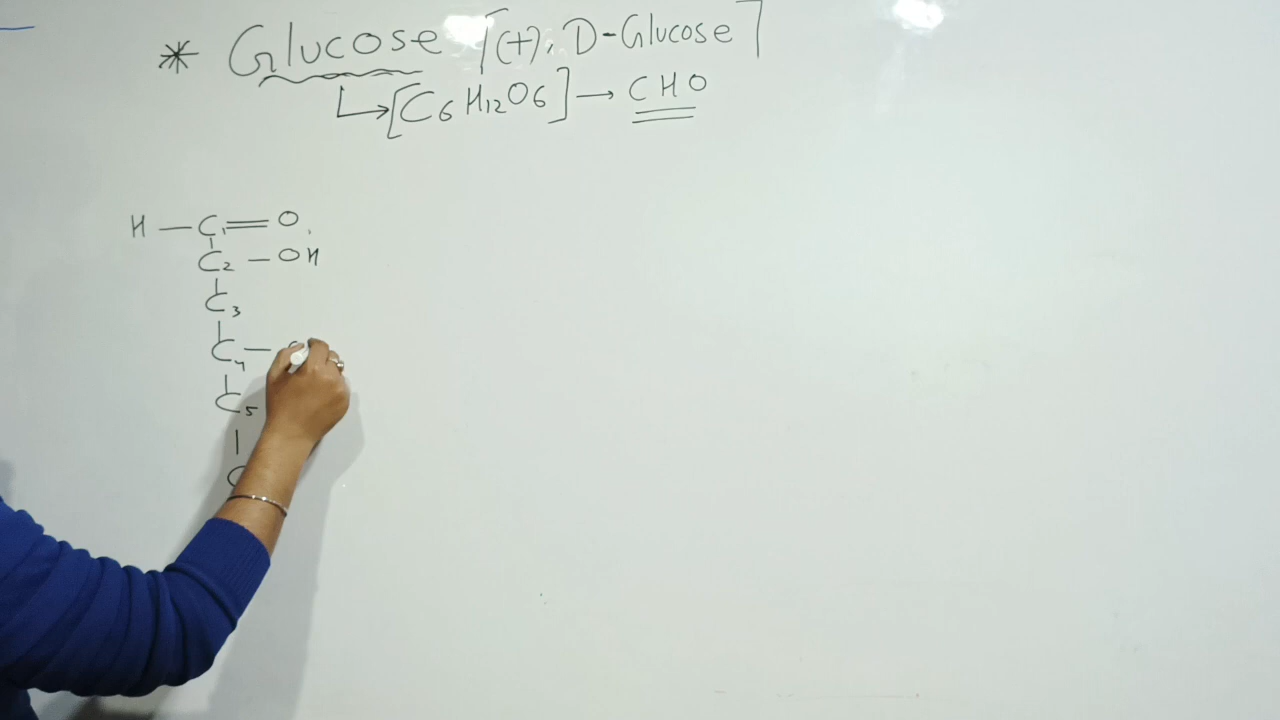 * Glucose [(+), D-Glucose]
↳[C6H12O6] → CHO
H — C1 = O
C2 — OH
C3
C4 —
C5